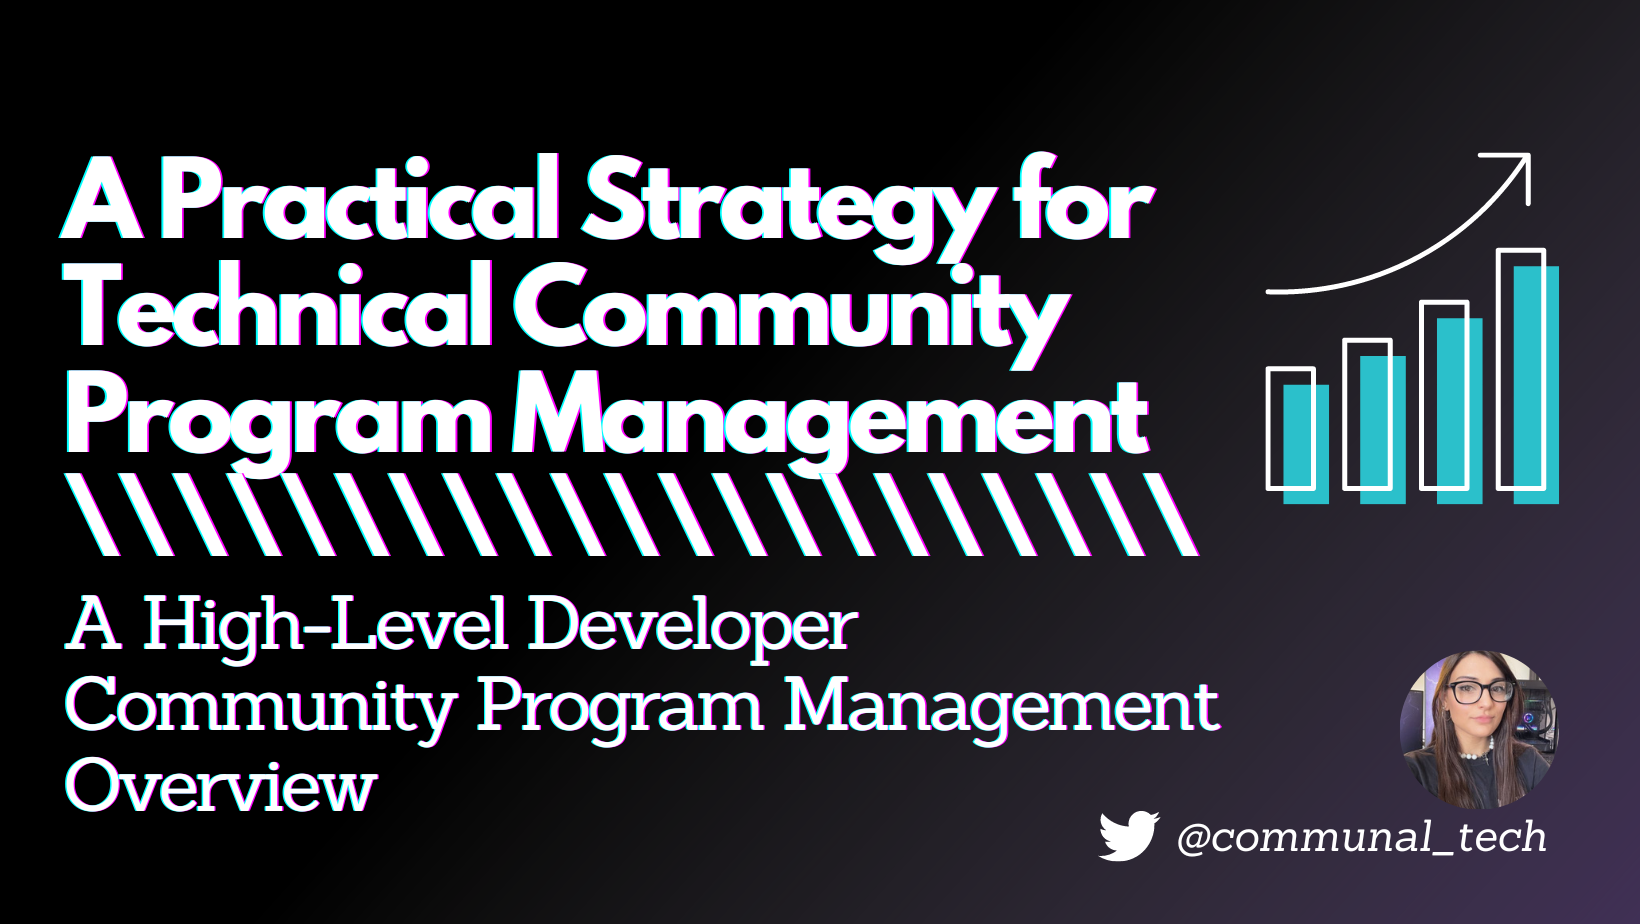 A Practical Strategy for
Technical Community
Program Management
\\\\\\\\\\\\\\\\\\\\\
A High-Level Developer
Community Program Management
Overview
@communal_tech